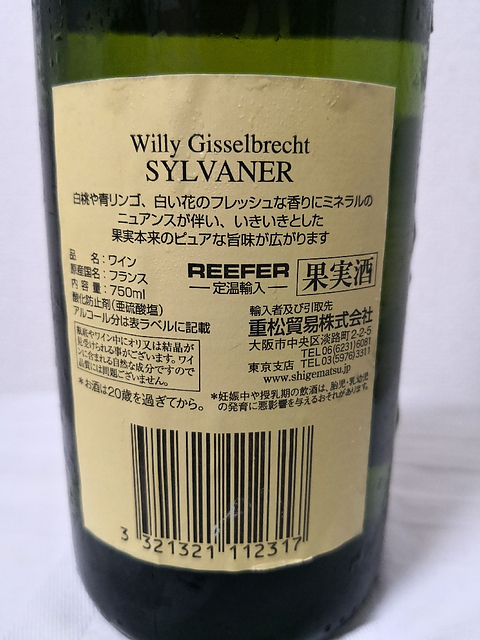 Willy Gisselbrecht
SYLVANER
白桃や青リンゴ、白い花のフレッシュな香りにミネラルの
ニュアンスが伴い、いきいきとした
果実本来のピュアな旨味が広がります
品名：ワイン
原産国名：フランス
内容量：750ml
酸化防止剤(亜硫酸塩)
アルコール分は表ラベルに記載
REEFER
定温輸入
果実酒
輸入者及び引取先
重松貿易株式会社
大阪市中央区淡路町2-2-5
TEL06(6231)6081
東京支店 TEL03(5976)3311
www.shigematsu.jp
瓶底やワイン中にオリ又は結晶が
見受けられる事がございます。ワイ
ンに含まれる自然な成分ですので
品質には問題ございません。
*お酒は20歳を過ぎてから。
*妊娠中や授乳期の飲酒は、胎児・乳幼児
の発育に悪影響を与えるおそれがあります。
3 321321 112317